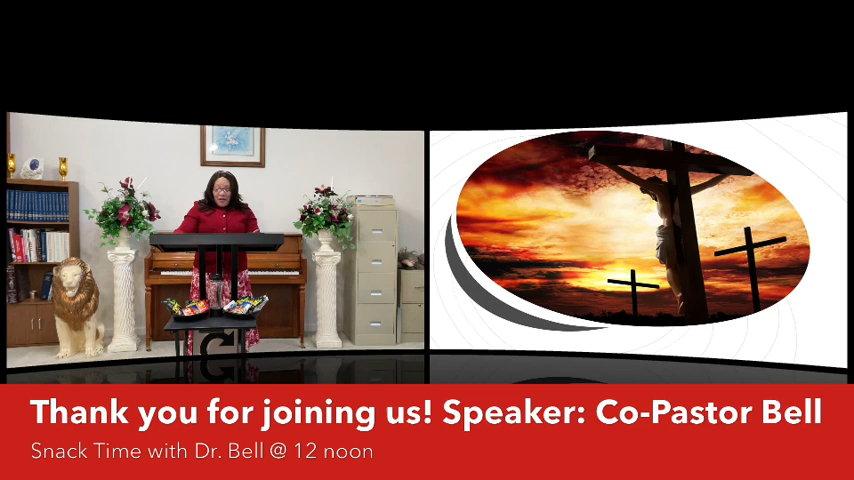 Thank you for joining us! Speaker: Co-Pastor Bell
Snack Time with Dr. Bell @ 12 noon